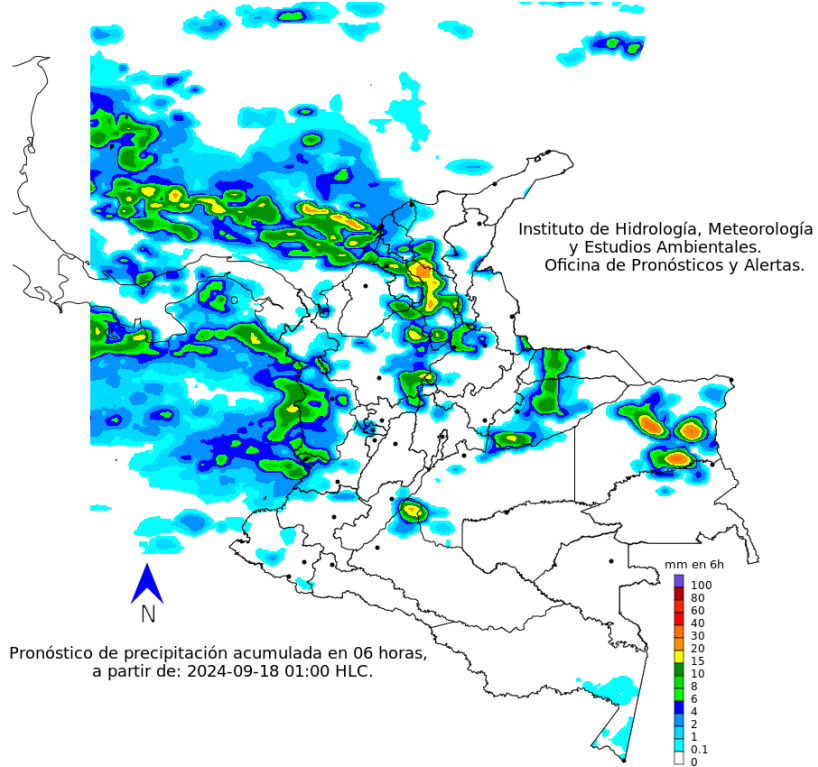 Instituto de Hidrología, Meteorología
y Estudios Ambientales.
Oficina de Pronósticos y Alertas.
N
Pronóstico de precipitación acumulada en 06 horas,
a partir de: 2024-09-18 01:00 HLC.
mm en 6h
100
80
60
40
30
20
15
10
8
6
4
2
1
0.1
0